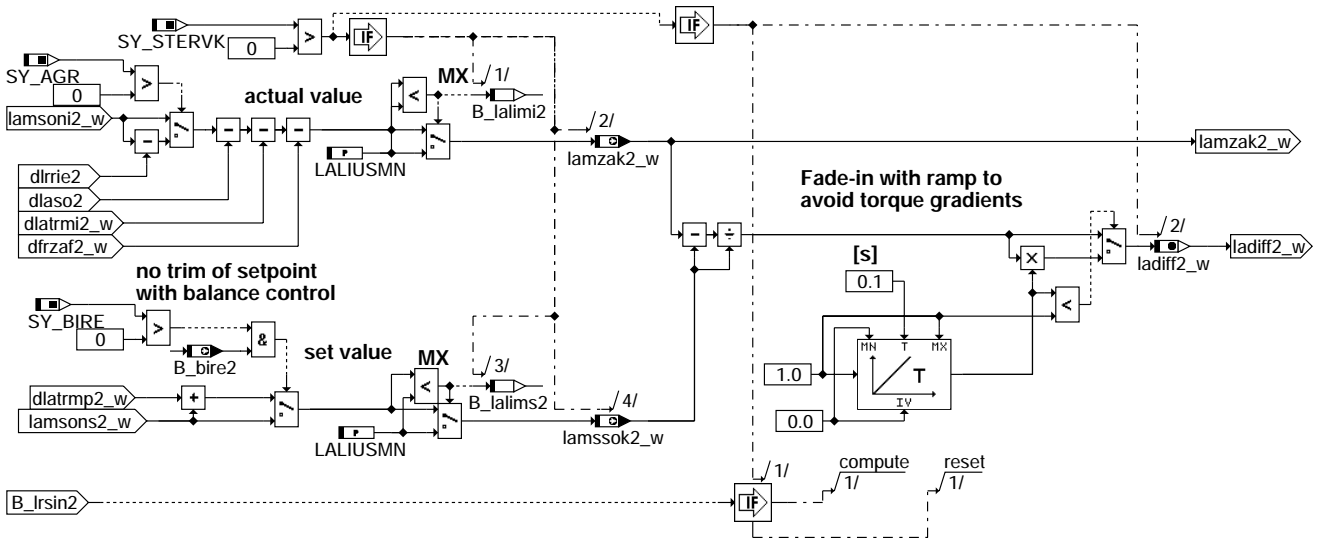 SY_STERVK
0
>
IF
IF
SY_AGR
0
>
lamsoni2_w
actual value
MX
<
1/
B_lalimi2
2/
lamzak2_w
lamzak2_w
P
LALIUSMN
dlrrie2
dlaso2
dlatrmi2_w
dfrzaf2_w
Fade-in with ramp to
avoid torque gradients
2/
ladiff2_w
ladiff2_w
[s]
0.1
<
no trim of setpoint
with balance control
SY_BIRE
0
>
&
B_bire2
set value
MX
<
3/
B_lalims2
1.0
MN T MX
T
IV
0.0
dlatrmp2_w
lamsons2_w
+
P
LALIUSMN
4/
lamssok2_w
B_lrsin2
1/
IF
compute
1/
reset
1/